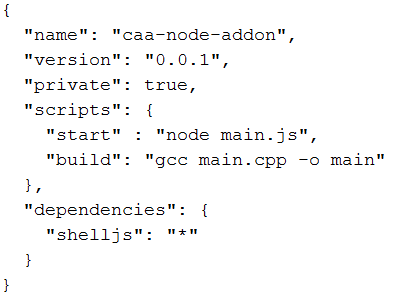 {
  "name": "caa-node-addon",
  "version": "0.0.1",
  "private": true,
  "scripts": {
    "start" : "node main.js",
    "build": "gcc main.cpp -o main"
  },
  "dependencies": {
    "shelljs": "*"
  }
}